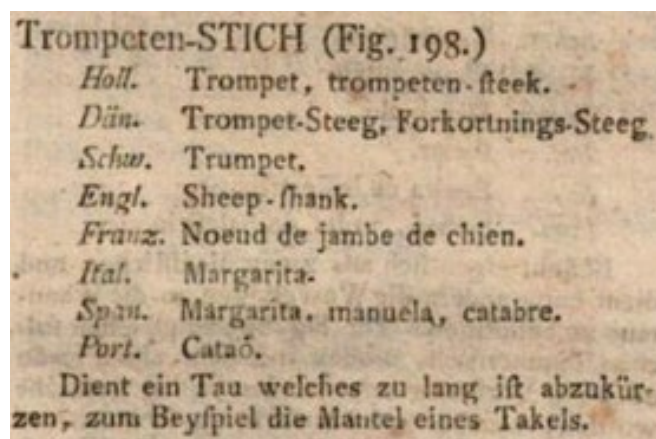 Trompeten-STICH (Fig. 198.)
Holl. Trompet, trompeten-ſteek.
Dän. Trompet-Steeg, Forkortnings-Steeg
Schw. Trumpet.
Engl. Sheep-ſhank.
Franz. Noeud de jambe de chien.
Ital. Margarita.
Span. Margarita, manuela, catabre.
Port. Cataó.
Dient ein Tau welches zu lang iſt abzukür-
zen, zum Beyſpiel die Mantel eines Takels.